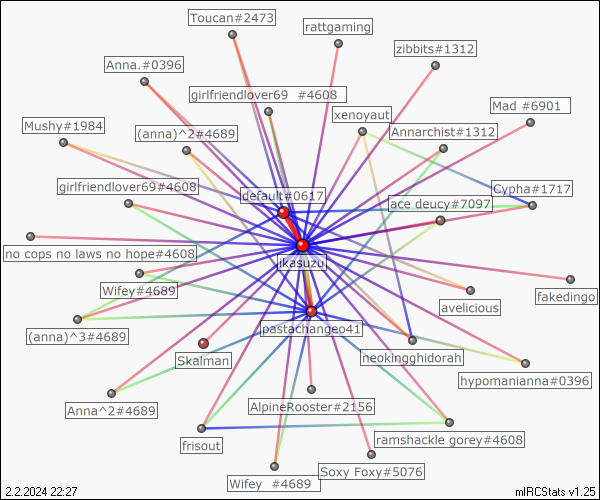 Toucan#2473
rattgaming
zibbits#1312
Anna.#0396
girlfriendlover69 #4608
xenoyaut
Mad #6901
Mushy#1984
(anna)^2#4689
Annarchist#1312
girlfriendlover69#4608
default#0617
ace deucy#7097
Cypha#1717
no cops no laws no hope#4608
jkasuzu
Wifey#4689
avelicious
fakedingo
(anna)^3#4689
pastachangeo41
Skalman
neokingghidorah
hypomanianna#0396
Anna^2#4689
AlpineRooster#2156
frisout
ramshackle gorey#4608
Wifey #4689
Soxy Foxy#5076
2.2.2024 22:27
mIRCStats v1.25